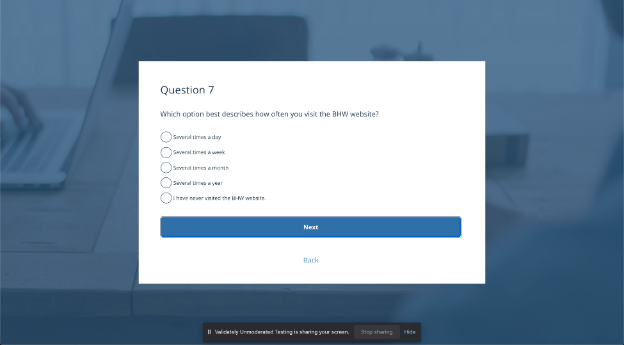 Question 7
Which option best describes how often you visit the BHW website?
Several times a day
Several times a week
Several times a month
Several times a year
I have never visited the BHW website.
Next
Back
Validately Unmoderated Testing is sharing your screen. Stop sharing Hide